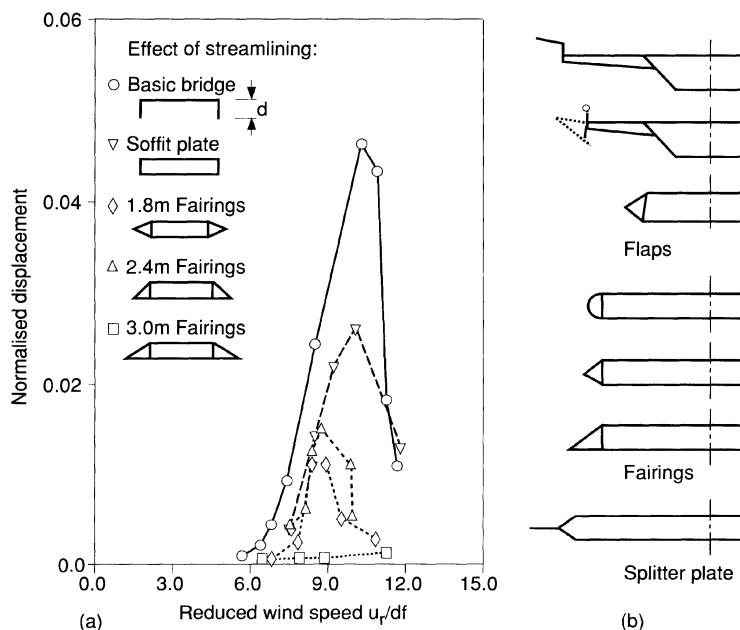 0.06
0.04
0.02
0.0
0.0
3.0
6.0
9.0
12.0
15.0
Normalised displacement
Reduced wind speed uᵣ/df
Effect of streamlining:
Basic bridge
d
Soffit plate
1.8m Fairings
2.4m Fairings
3.0m Fairings
(a)
Flaps
Fairings
Splitter plate
(b)